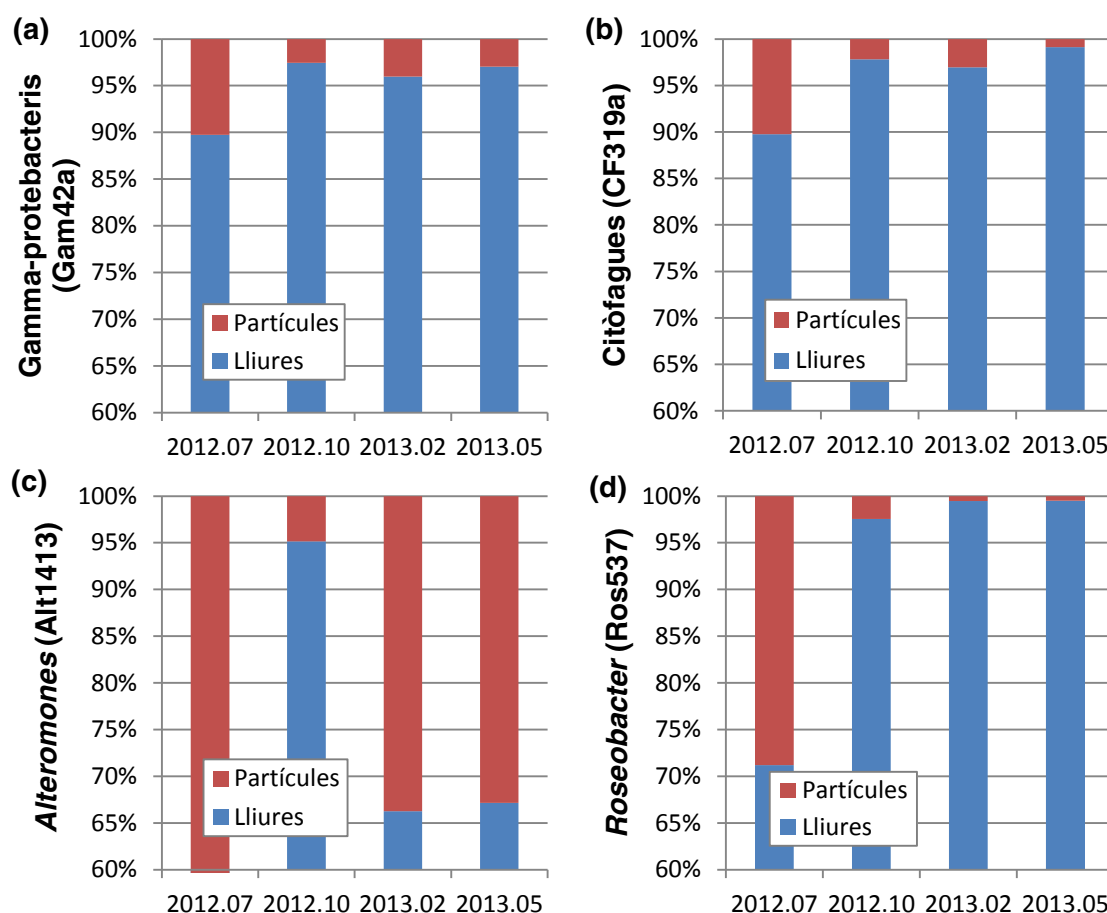 (a)
Gamma-protebacteris
(Gam42a)
100%
95%
90%
85%
80%
75%
70%
65%
60%
Partícules
Lliures
2012.07 2012.10 2013.02 2013.05
(b)
Citòfagues (CF319a)
100%
95%
90%
85%
80%
75%
70%
65%
60%
Partícules
Lliures
2012.07 2012.10 2013.02 2013.05
(c)
Alteromones (Alt1413)
100%
95%
90%
85%
80%
75%
70%
65%
60%
Partícules
Lliures
2012.07 2012.10 2013.02 2013.05
(d)
Roseobacter (Ros537)
100%
95%
90%
85%
80%
75%
70%
65%
60%
Partícules
Lliures
2012.07 2012.10 2013.02 2013.05